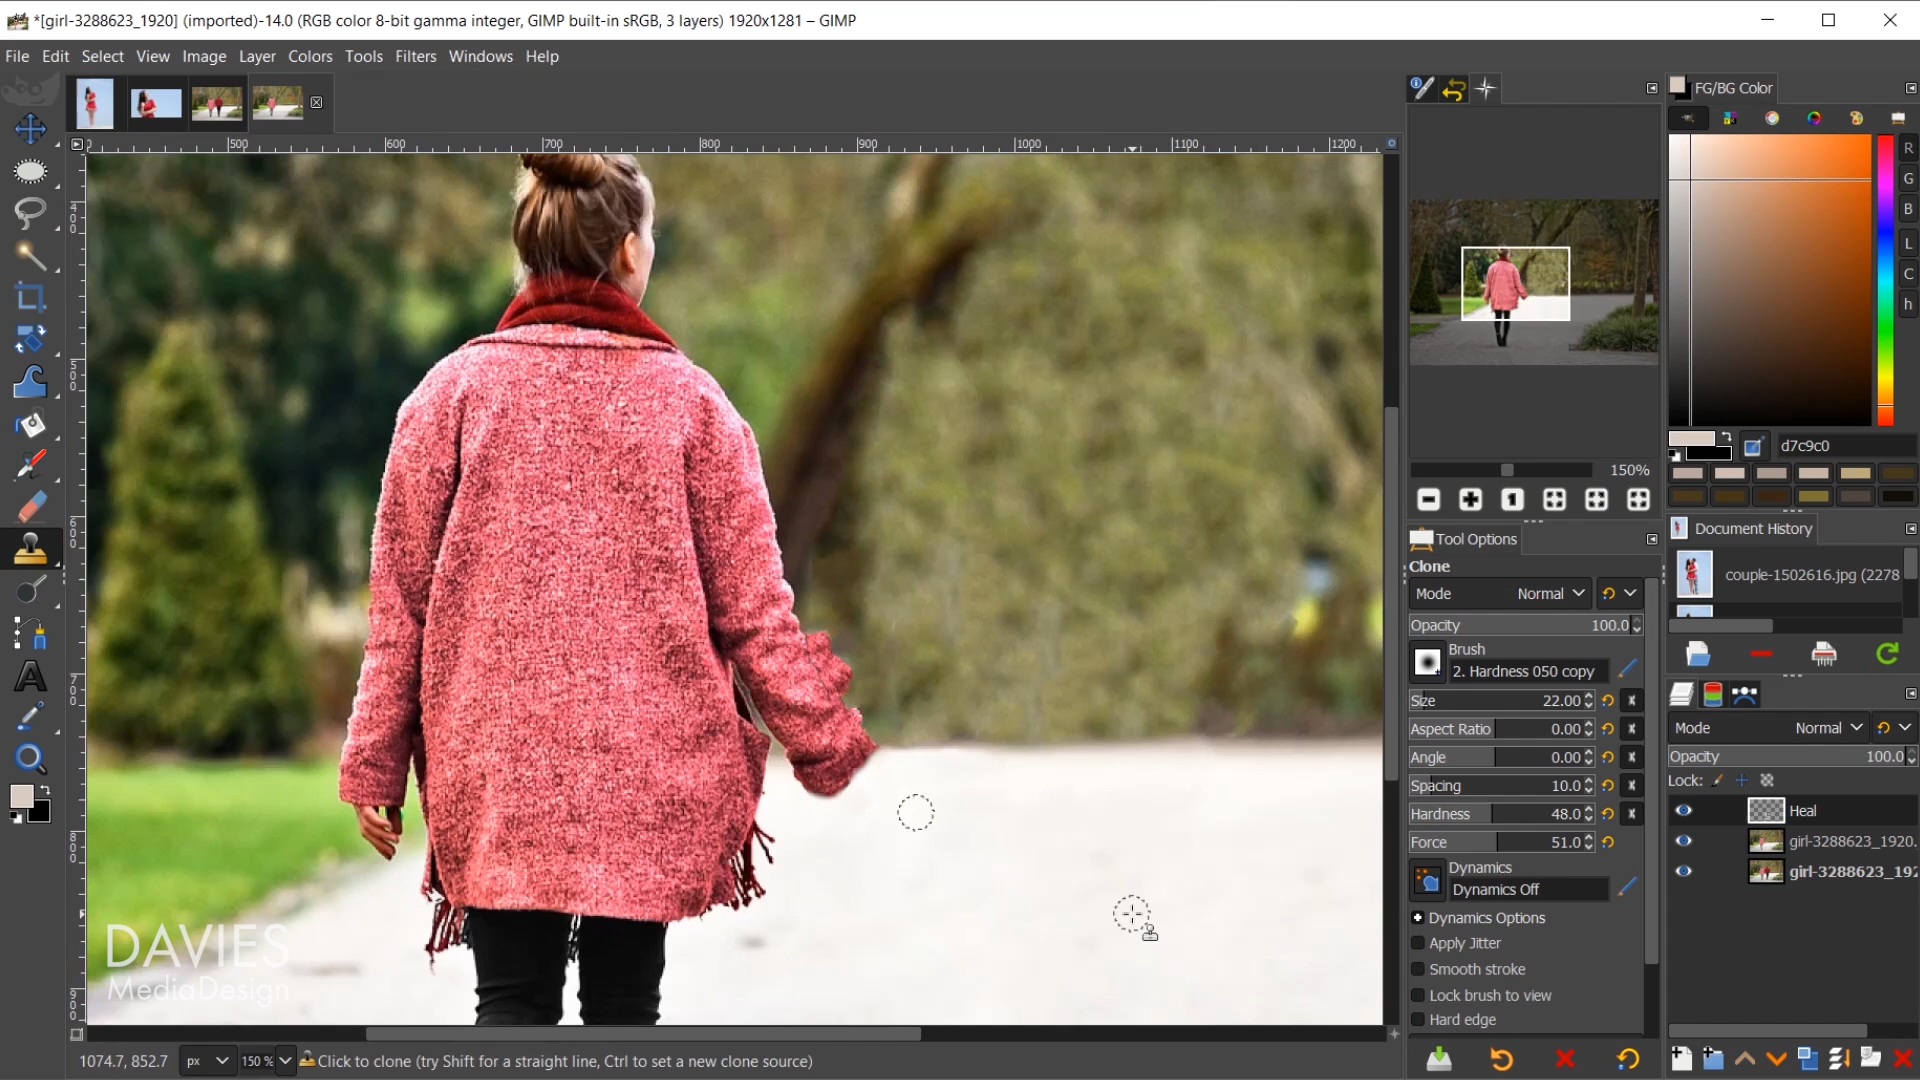 *[girl-3288623_1920] (imported)-14.0 (RGB color 8-bit gamma integer, GIMP built-in sRGB, 3 layers) 1920x1281 – GIMP
File Edit Select View Image Layer Colors Tools Filters Windows Help
FG/BG Color
500 600 700 800 900 1000 1100 1200
400
500
600
700
800
900
R
G
B
L
C
h
d7c9c0
150%
Document History
couple-1502616.jpg (2278
Tool Options
Clone
Mode Normal
Opacity 100.0
Brush
2. Hardness 050 copy
Size 22.00
Aspect Ratio 0.00
Angle 0.00
Spacing 10.0
Hardness 48.0
Force 51.0
Dynamics
Dynamics Off
Dynamics Options
Apply Jitter
Smooth stroke
Lock brush to view
Hard edge
Mode Normal
Opacity 100.0
Lock:
Heal
girl-3288623_1920.
girl-3288623_192
DAVIES
MediaDesign
1074.7, 852.7 px 150 % Click to clone (try Shift for a straight line, Ctrl to set a new clone source)